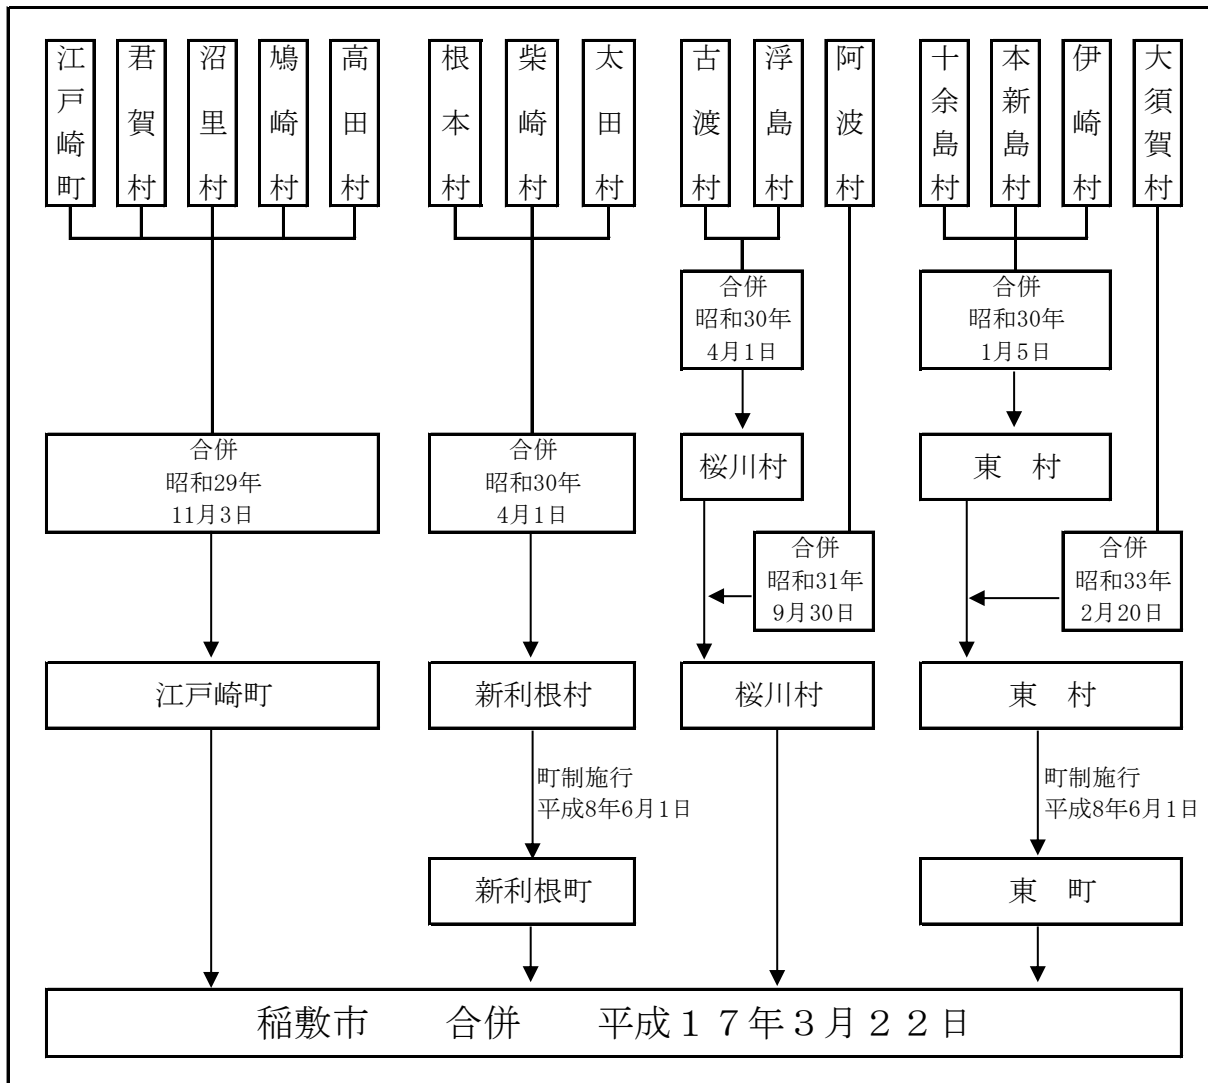 江戸崎町
君賀村
沼里村
鳩崎村
高田村
根本村
柴崎村
太田村
古渡村
浮島村
阿波村
十余島村
本新島村
伊崎村
大須賀村
合併
昭和30年
4月1日
合併
昭和30年
1月5日
合併
昭和29年
11月3日
合併
昭和30年
4月1日
桜川村
東 村
合併
昭和31年
9月30日
合併
昭和33年
2月20日
江戸崎町
新利根村
桜川村
東 村
町制施行
平成8年6月1日
町制施行
平成8年6月1日
新利根町
東 町
稲敷市 合併 平成17年3月22日